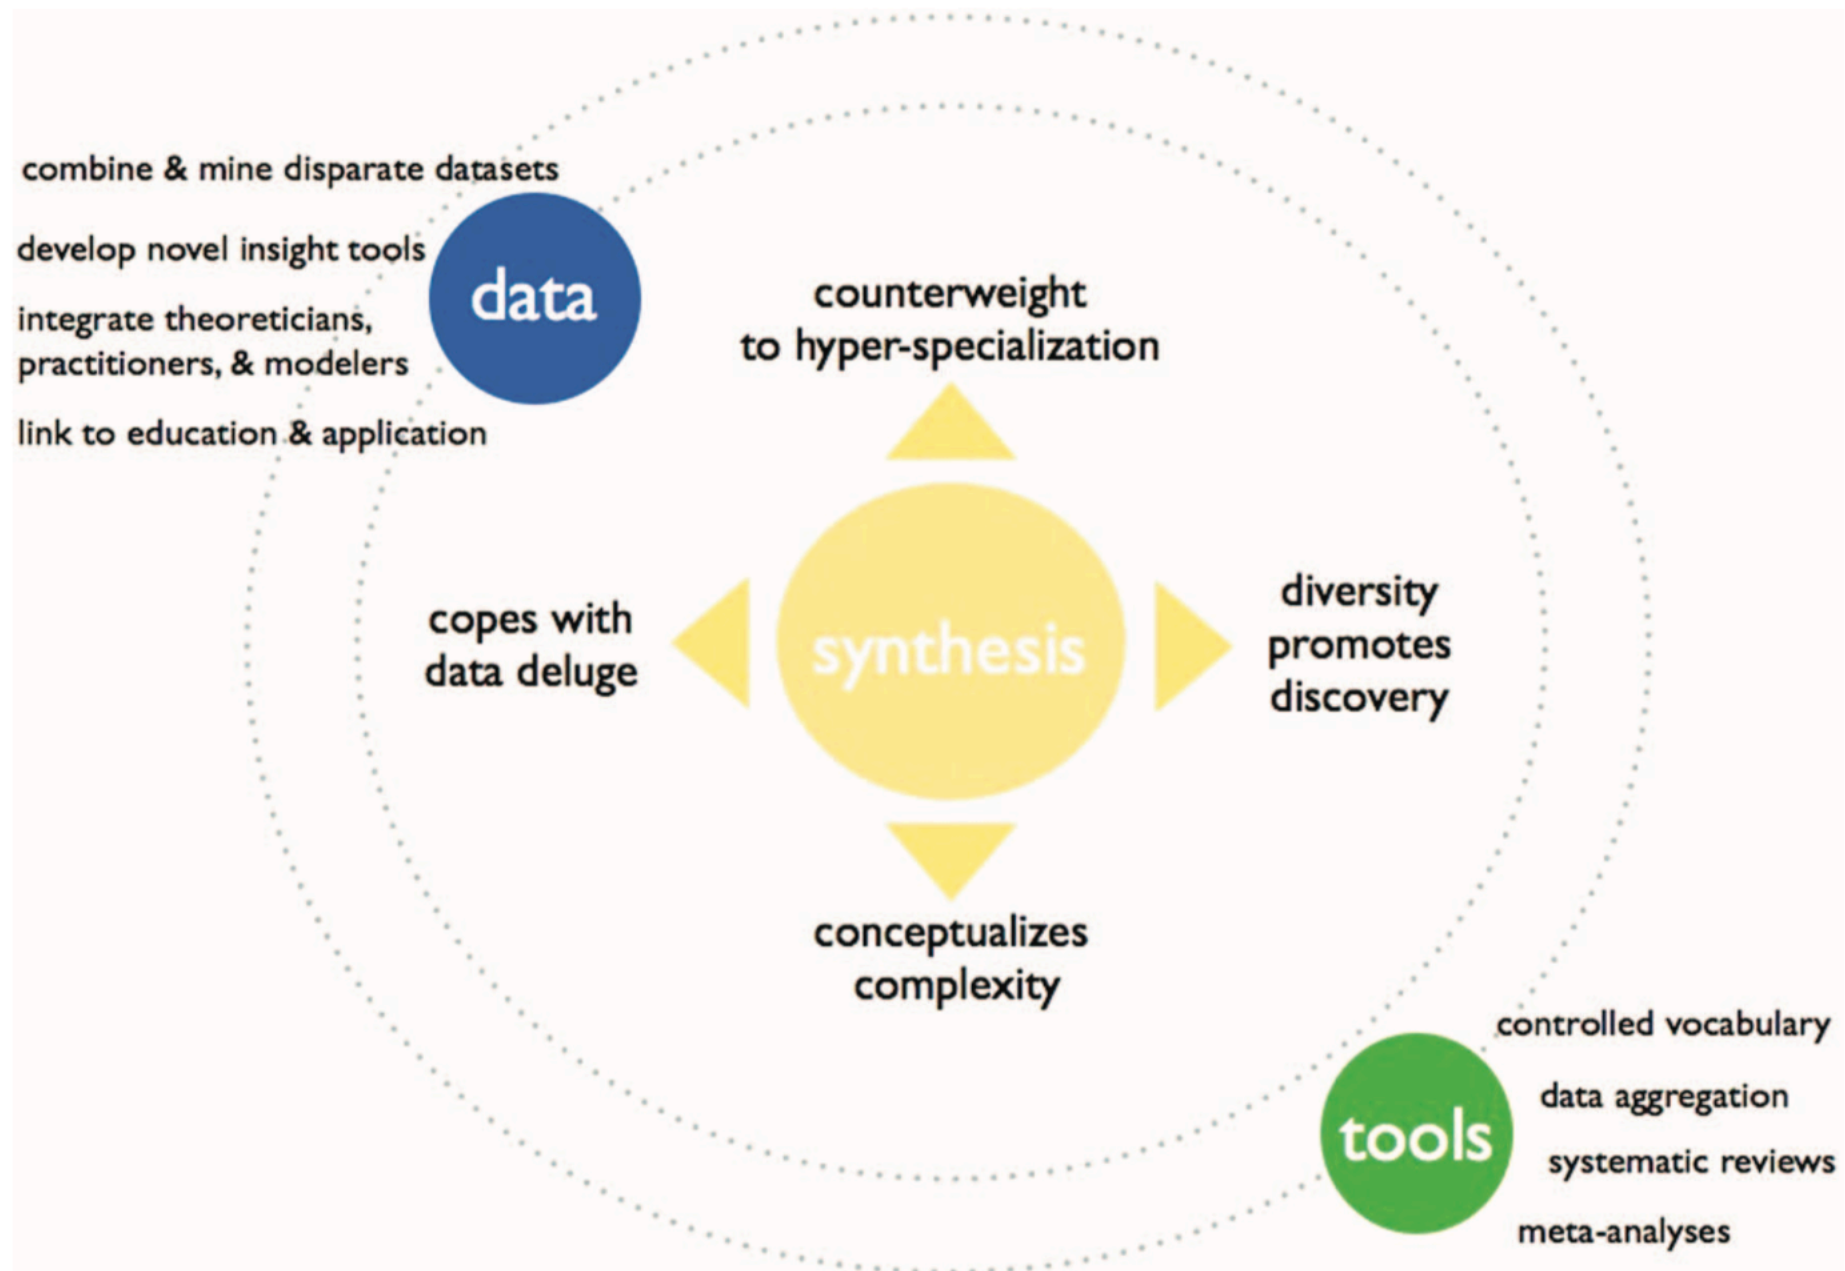 combine & mine disparate datasets
develop novel insight tools
integrate theoreticians,
practitioners, & modelers
link to education & application
data
counterweight
to hyper-specialization
copes with
data deluge
synthesis
diversity
promotes
discovery
conceptualizes
complexity
tools
controlled vocabulary
data aggregation
systematic reviews
meta-analyses